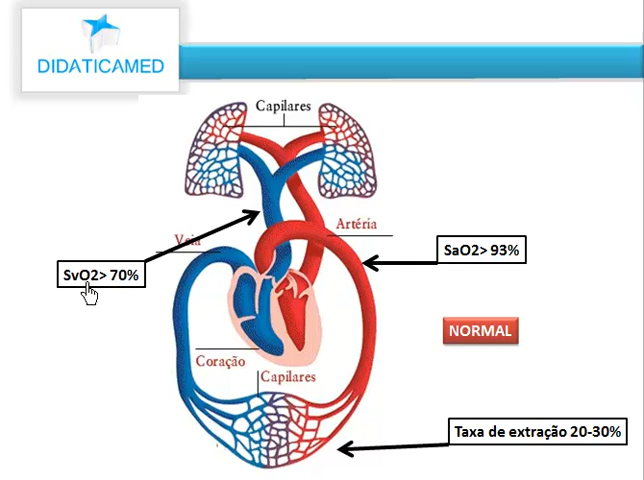 DIDATICAMED
Capilares
Artéria
Veia
SaO2> 93%
SvO2> 70%
NORMAL
Coração
Capilares
Taxa de extração 20-30%